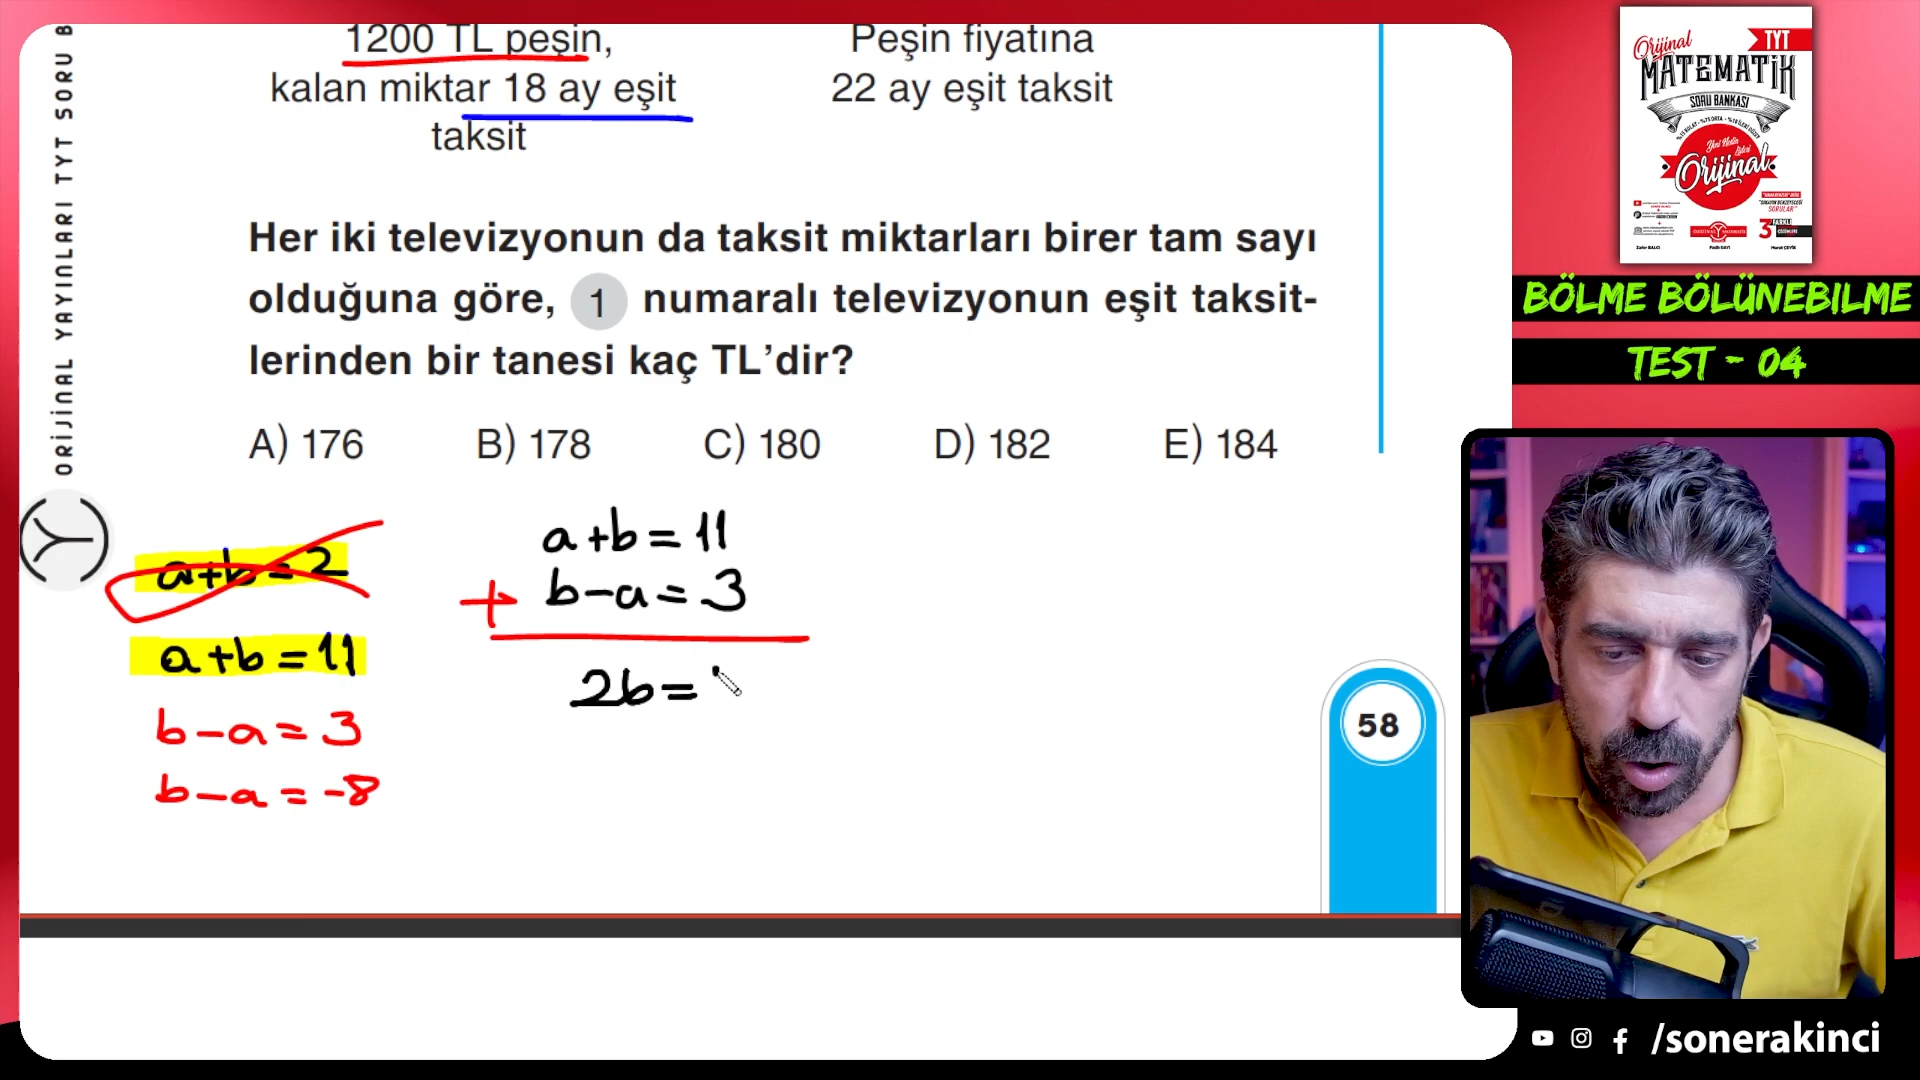 1200 TL peşin,
kalan miktar 18 ay eşit
taksit
Peşin fiyatına
22 ay eşit taksit
Her iki televizyonun da taksit miktarları birer tam sayı
olduğuna göre, 1 numaralı televizyonun eşit taksit-
lerinden bir tanesi kaç TL'dir?
A) 176 B) 178 C) 180 D) 182 E) 184
ORİJİNAL YAYINLARI TYT SORU B
a+b=2
a+b=11
b-a=3
b-a=-8
a+b=11
+ b-a=3
2b=
58
Orijinal
TYT
MATEMATİK
SORU BANKASI
Orijinal
BÖLME BÖLÜNEBILME
TEST - 04
/sonerakinci